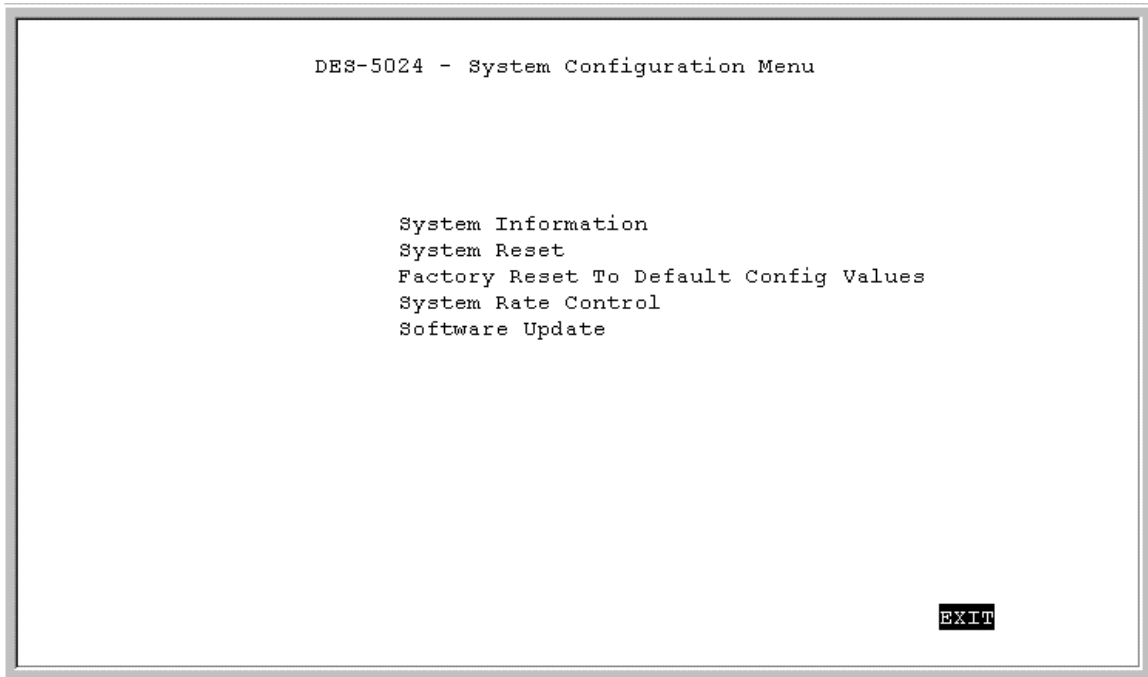 DES-5024 - System Configuration Menu
System Information
System Reset
Factory Reset To Default Config Values
System Rate Control
Software Update
EXIT